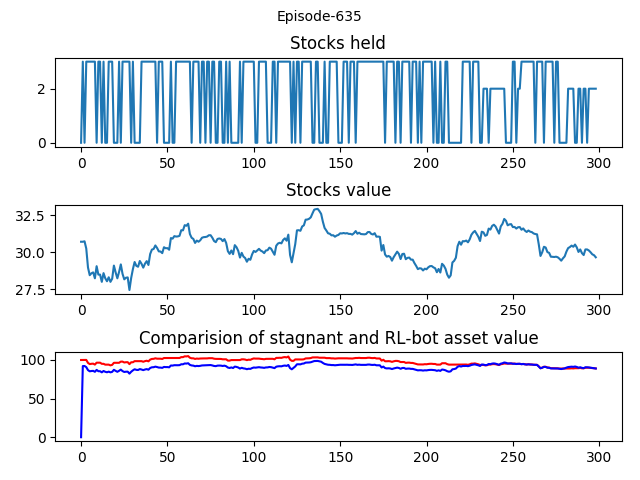 Episode-635
Stocks held
2
0
0 50 100 150 200 250 300
Stocks value
32.5
30.0
27.5
0 50 100 150 200 250 300
Comparision of stagnant and RL-bot asset value
100
50
0
0 50 100 150 200 250 300